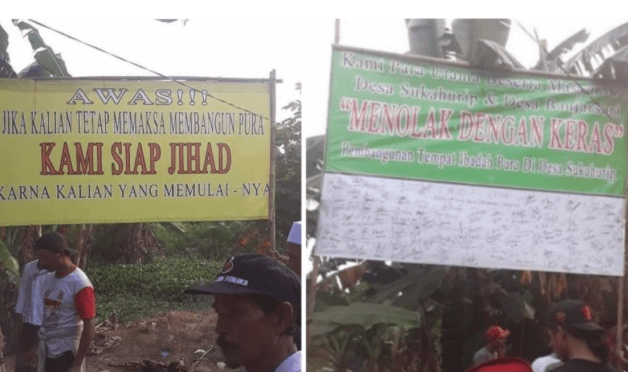 AWAS!!!
JIKA KALIAN TETAP MEMAKSA MEMBANGUN PURA
KAMI SIAP JIHAD
KARNA KALIAN YANG MEMULAI - NYA
Kami Para Ulama Beserta
Desa Sukahurip & Desa
"MENOLAK DENGAN KERAS"
Pembangunan Tempat Ibadah Pura Di Desa Sukahurip